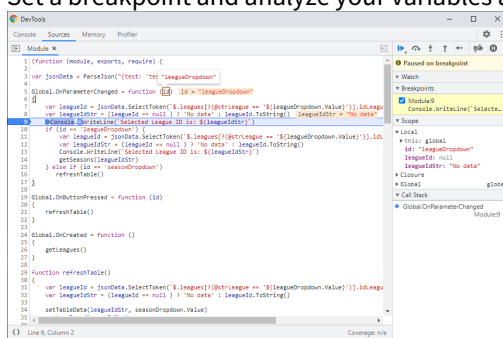 Set a breakpoint and analyze your variables
DevTools
Console Sources Memory Profiler
Module ×
Paused on breakpoint
1 (function (module, exports, require) {
2
3 var jsonData = ParseJson("{test: 'tes "leagueDropdown"
4
5 Global.OnParameterChanged = function (id) id = "leagueDropdown"
6 {
7 var leagueId = jsonData.SelectToken(`$.leagues[?(@strLeague == '${leagueDropdown.Value}')].idLeagu
8 var leagueIdStr = (leagueId == null ) ? 'No data' : leagueId.ToString() leagueIdStr = "No data"
9 Console.WriteLine(`Selected League ID is: ${leagueIdStr}`)
10 if (id == 'leagueDropdown') {
11 var leagueId = jsonData.SelectToken(`$.leagues[?(@strLeague == '${leagueDropdown.Value}')].idL
12 var leagueIdStr = (leagueId == null ) ? 'No data' : leagueId.ToString()
13 Console.WriteLine(`Selected League ID is: ${leagueIdStr}`)
14 getSeasons(leagueIdStr)
15 } else if (id == 'seasonDropdown')
16 refreshTable()
17 }
18
19 Global.OnButtonPressed = function (id)
20 {
21 refreshTable()
22 }
23
24 Global.OnCreated = function ()
25 {
26 getLeagues()
27 }
28
29 function refreshTable()
30 {
31 var leagueId = jsonData.SelectToken(`$.leagues[?(@strLeague == '${leagueDropdown.Value}')].idLeagu
32 var leagueIdStr = (leagueId == null ) ? 'No data' : leagueId.ToString()
33
34 setTableData(leagueIdStr, seasonDropdown.Value)
35
{} Line 6, Column 2 Coverage: n/a
Watch
Breakpoints
Module:9
Console.WriteLine(`Selecte…
Scope
Local
this: global
id: "leagueDropdown"
leagueId: null
leagueIdStr: "No data"
Closure
Global globa
Call Stack
Global.OnParameterChanged
Module:9